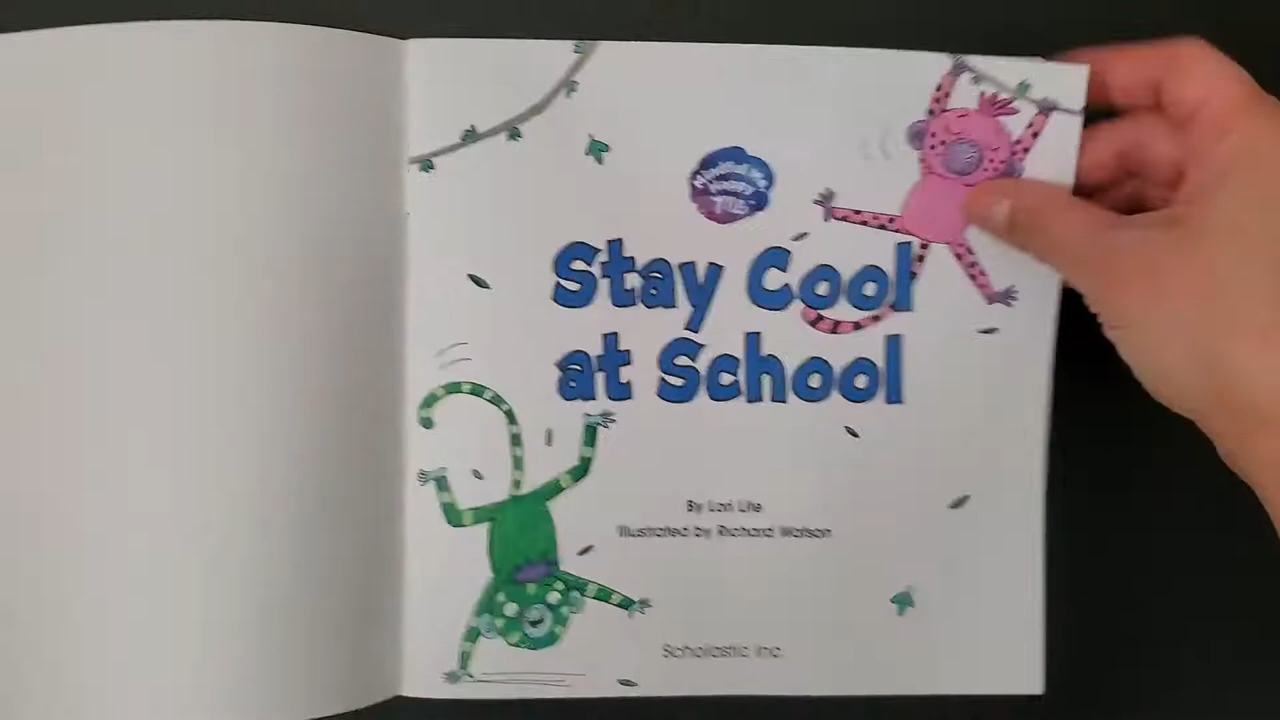 Stay Cool
at School
By Lori Lite
Illustrated by Richard Watson
Scholastic Inc.